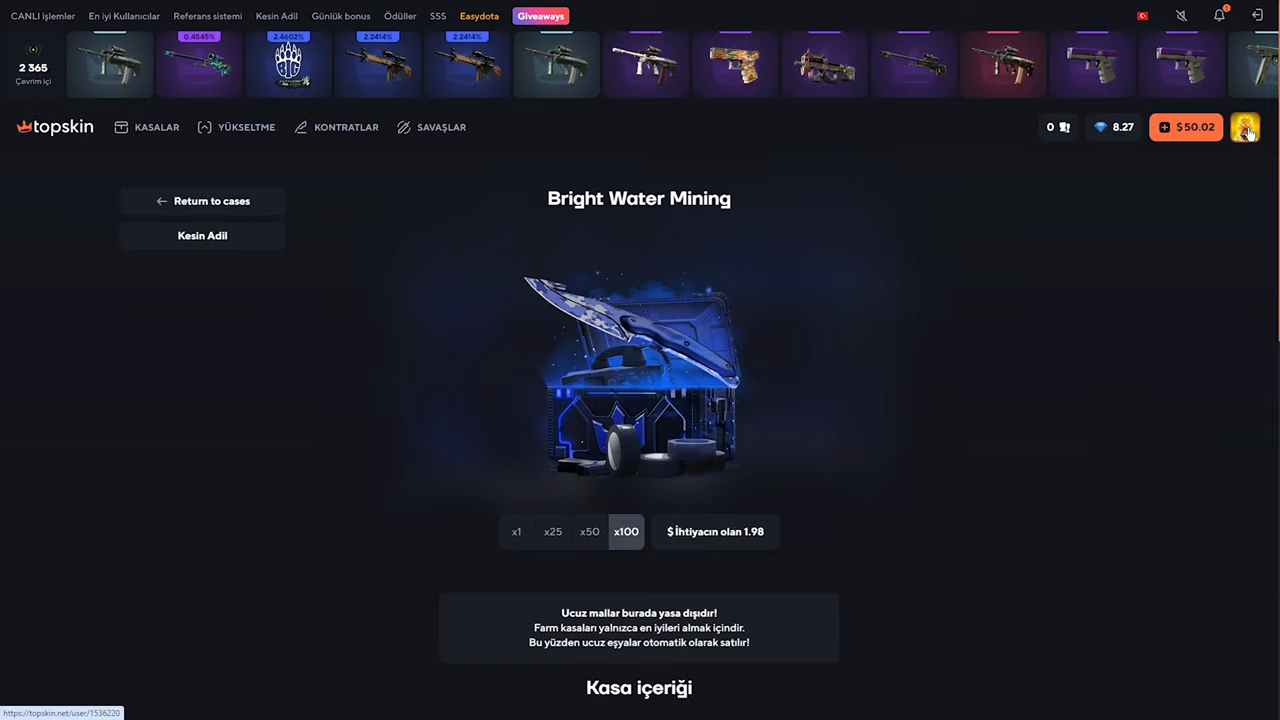 CANLI işlemler En iyi Kullanıcılar Referans sistemi Kesin Adil Günlük bonus Ödüller SSS Easydota Giveaways 1
0.4545% 2.4602% 2.2414% 2.2414%
2 365
Çevrim içi
topskin KASALAR YÜKSELTME KONTRATLAR SAVAŞLAR 0 8.27 $ 50.02
Return to cases
Bright Water Mining
Kesin Adil
x1 x25 x50 x100 $ İhtiyacın olan 1.98
Ucuz mallar burada yasa dışıdır!
Farm kasaları yalnızca en iyileri almak içindir.
Bu yüzden ucuz eşyalar otomatik olarak satılır!
Kasa içeriği
https://topskin.net/user/1536220